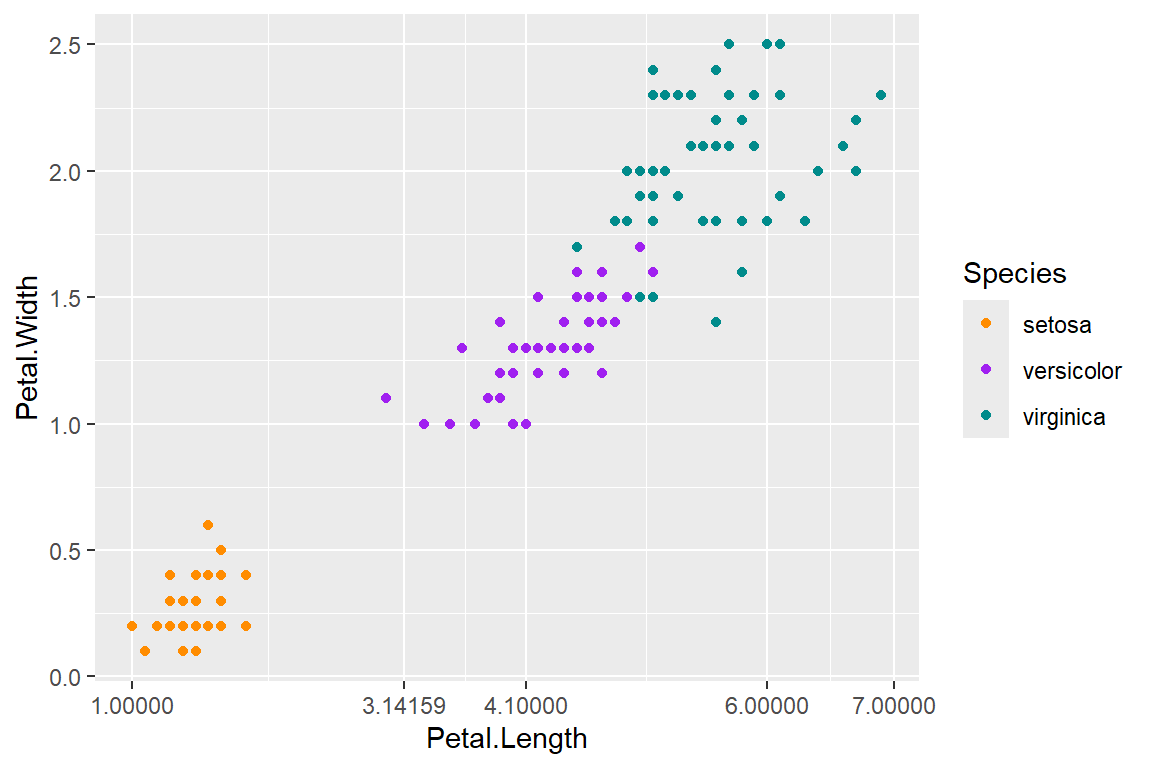 2.5
2.0
1.5
1.0
0.5
0.0
Petal.Width
1.00000 3.14159 4.10000 6.00000 7.00000
Petal.Length
Species
setosa
versicolor
virginica